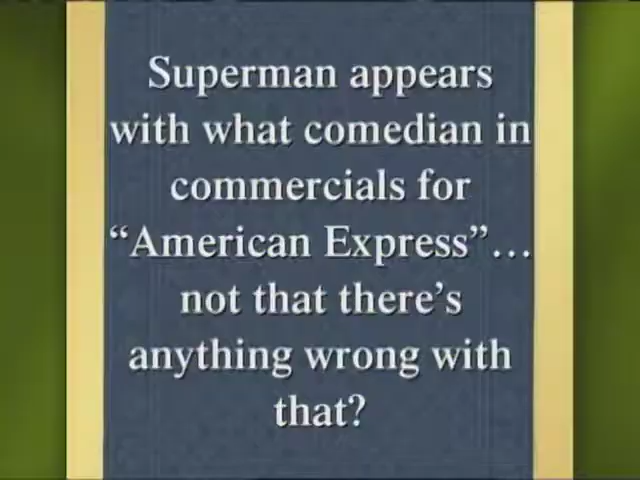 Superman appears
with what comedian in
commercials for
“American Express”…
not that there’s
anything wrong with
that?